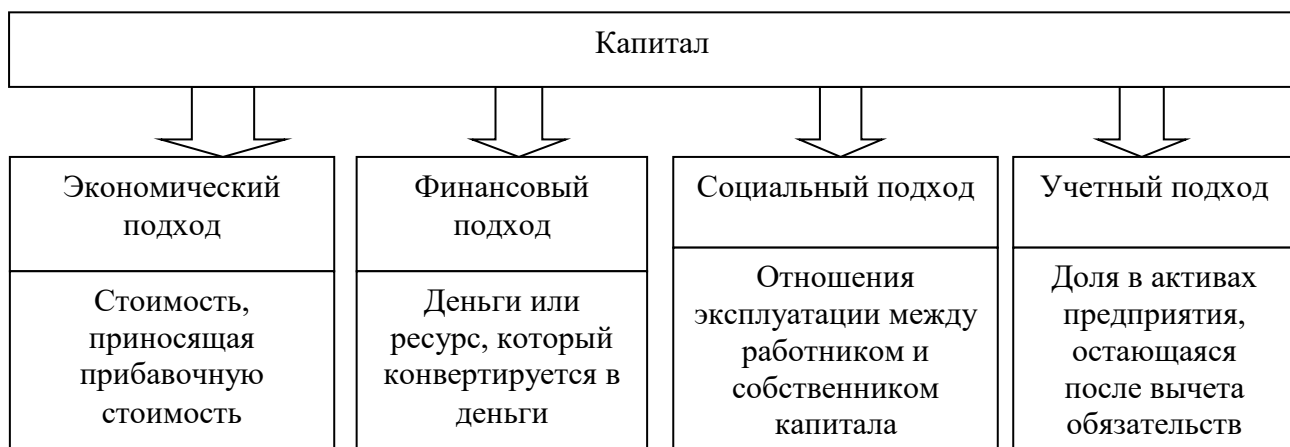 Капитал
Экономический
подход
Стоимость,
приносящая
прибавочную
стоимость
Финансовый
подход
Деньги или
ресурс, который
конвертируется в
деньги
Социальный подход
Отношения
эксплуатации между
работником и
собственником
капитала
Учетный подход
Доля в активах
предприятия,
остающаяся
после вычета
обязательств